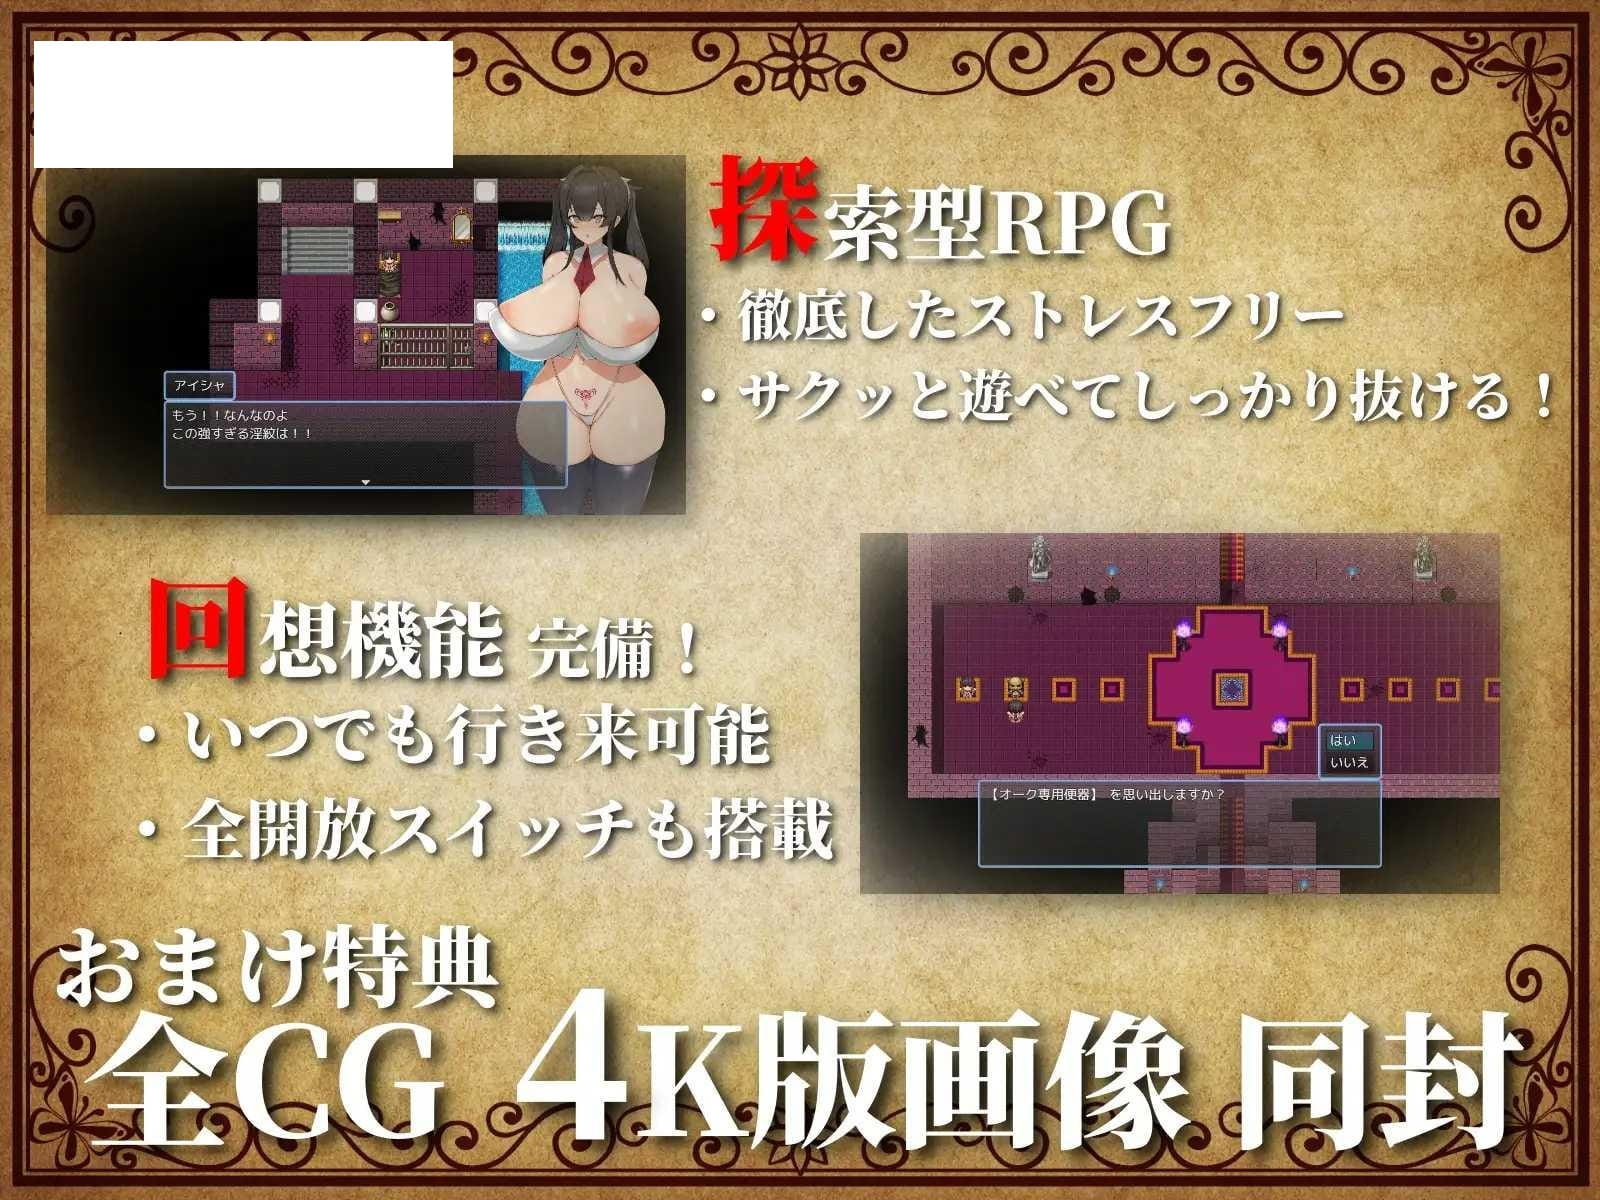 探索型RPG
・徹底したストレスフリー
・サクッと遊べてしっかり抜ける！
アイシャ
もう！！なんなのよ
この強すぎる淫紋は！！
回想機能 完備！
・いつでも行き来可能
・全開放スイッチも搭載
はい
いいえ
【オーク専用便器】 を思い出しますか？
おまけ特典
全CG 4K版画像 同封